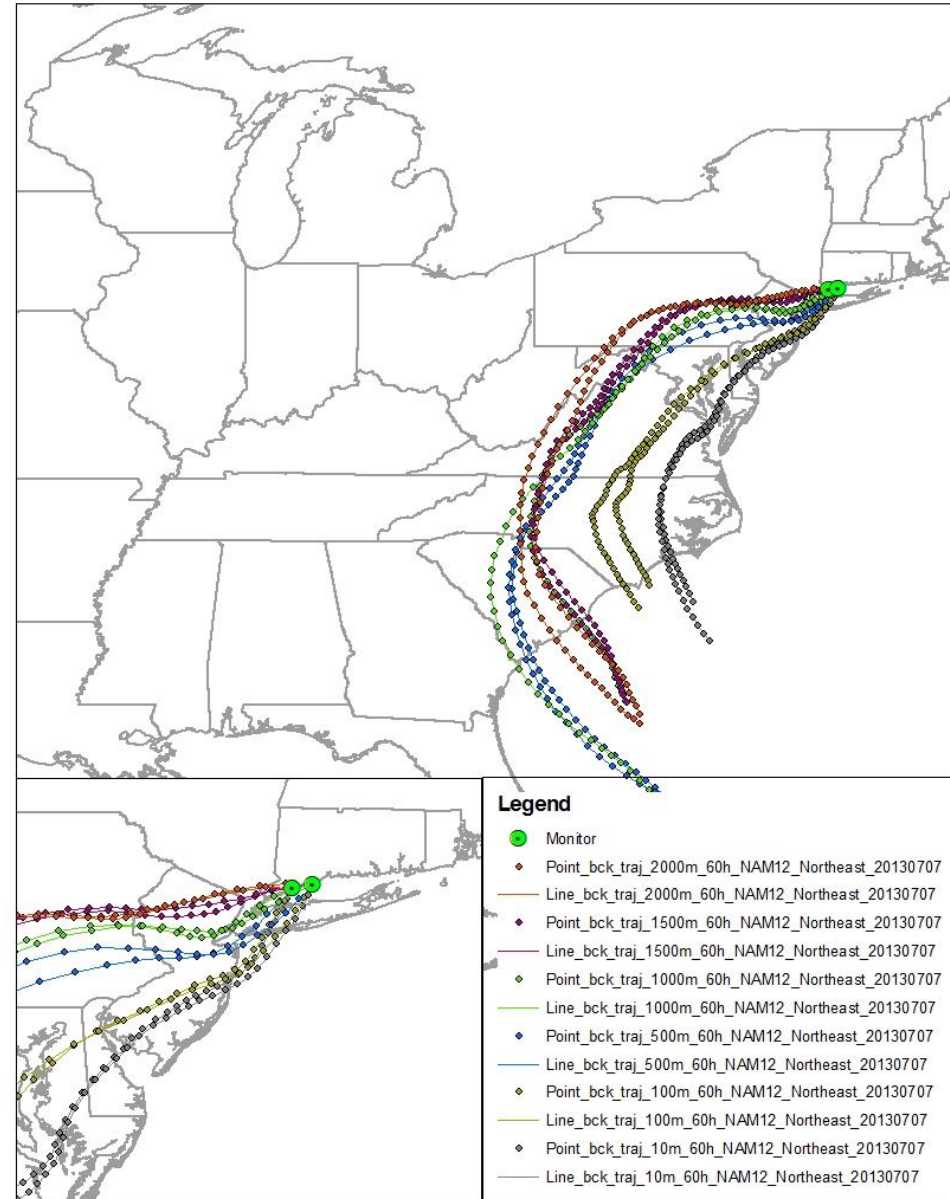 Legend
Monitor
Point_bck_traj_2000m_60h_NAM12_Northeast_20130707
Line_bck_traj_2000m_60h_NAM12_Northeast_20130707
Point_bck_traj_1500m_60h_NAM12_Northeast_20130707
Line_bck_traj_1500m_60h_NAM12_Northeast_20130707
Point_bck_traj_1000m_60h_NAM12_Northeast_20130707
Line_bck_traj_1000m_60h_NAM12_Northeast_20130707
Point_bck_traj_500m_60h_NAM12_Northeast_20130707
Line_bck_traj_500m_60h_NAM12_Northeast_20130707
Point_bck_traj_100m_60h_NAM12_Northeast_20130707
Line_bck_traj_100m_60h_NAM12_Northeast_20130707
Point_bck_traj_10m_60h_NAM12_Northeast_20130707
Line_bck_traj_10m_60h_NAM12_Northeast_20130707